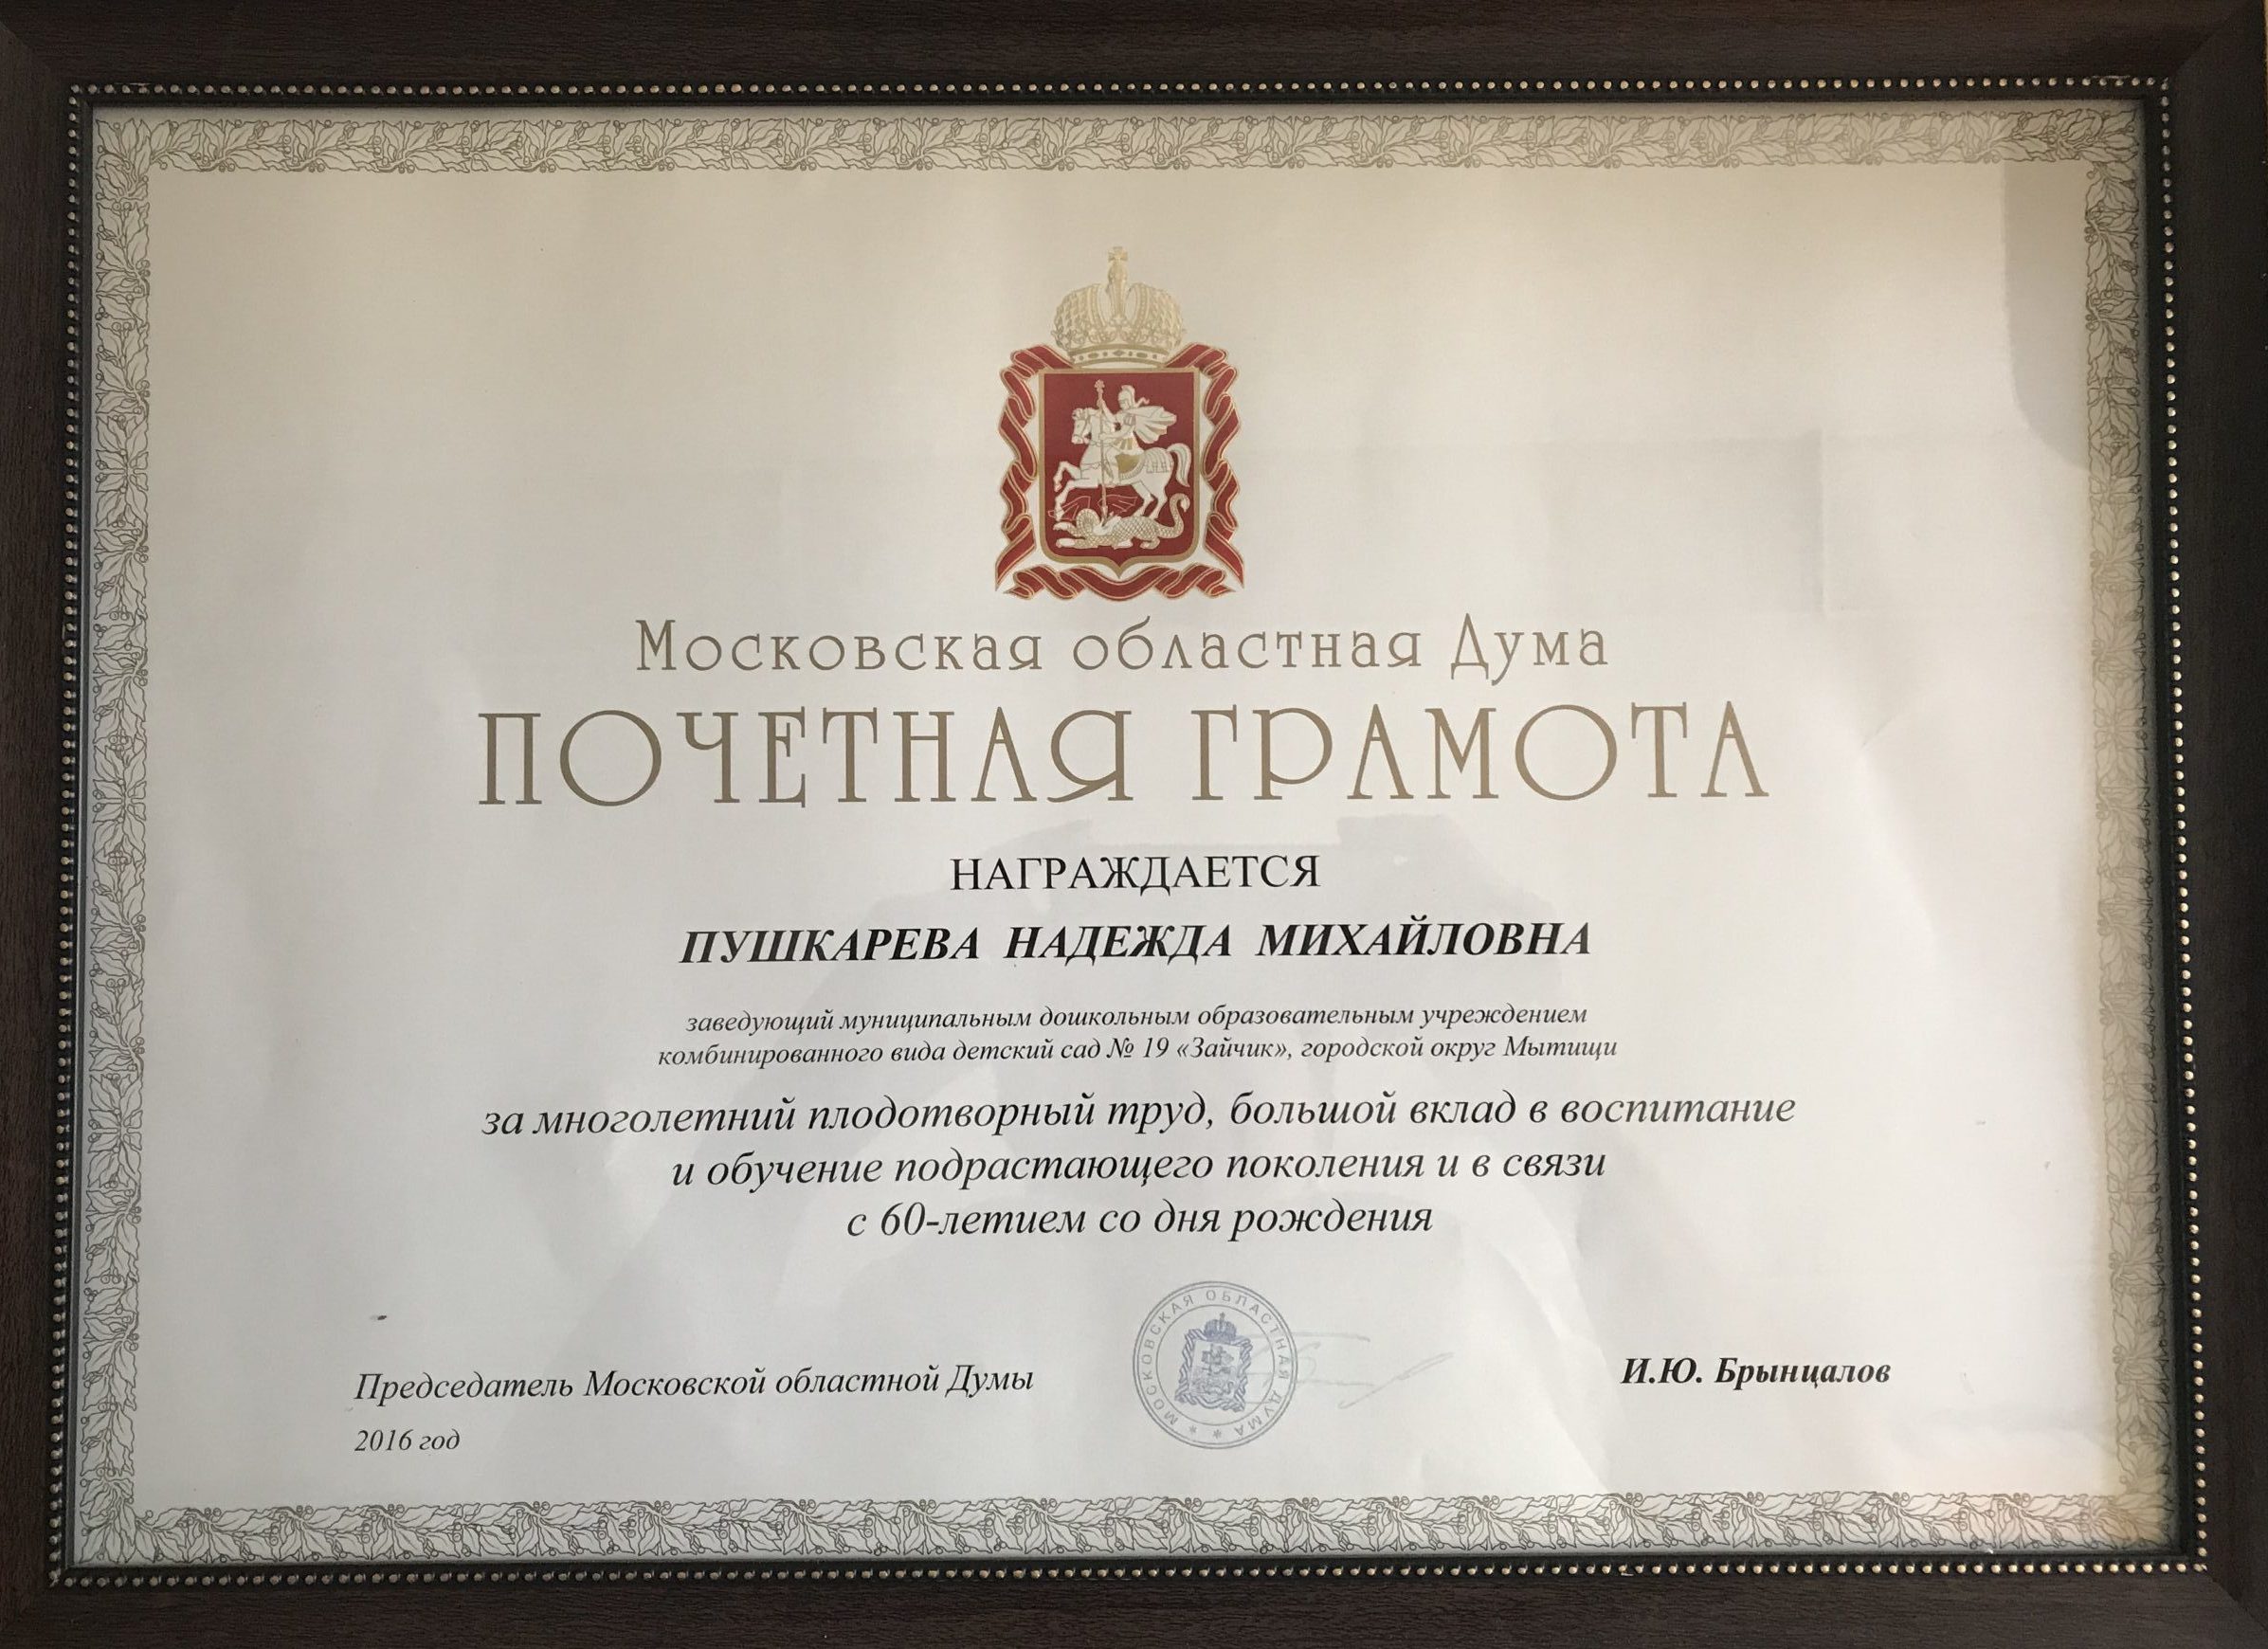 Московская областная Дума
ПОЧЕТНАЯ ГРАМОТА
НАГРАЖДАЕТСЯ
ПУШКАРЕВА НАДЕЖДА МИХАЙЛОВНА
заведующий муниципальным дошкольным образовательным учреждением
комбинированного вида детский сад № 19 «Зайчик», городской округ Мытищи
за многолетний плодотворный труд, большой вклад в воспитание
и обучение подрастающего поколения и в связи
с 60-летием со дня рождения
Председатель Московской областной Думы
И.Ю. Брынцалов
2016 год
* МОСКОВСКАЯ ОБЛАСТНАЯ ДУМА *